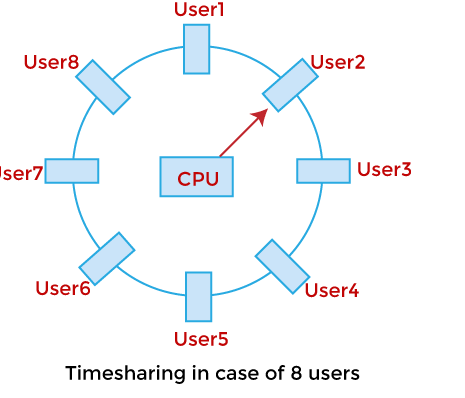 User1
User8
User2
ser7
CPU
User3
User6
User4
User5
Timesharing in case of 8 users